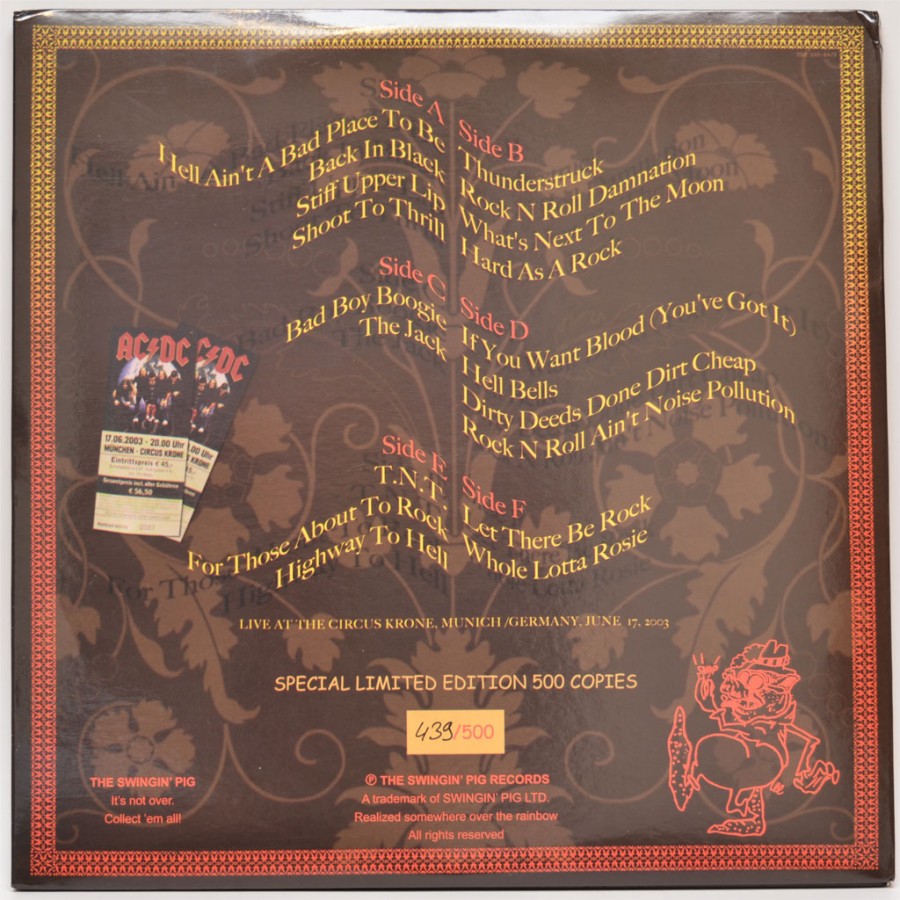 Side A
Hell Ain't A Bad Place To Be
Back In Black
Stiff Upper Lip
Shoot To Thrill
Side B
Thunderstruck
Rock N Roll Damnation
What's Next To The Moon
Hard As A Rock
Side C
Bad Boy Boogie
The Jack
Side D
If You Want Blood (You've Got It)
Hell Bells
Dirty Deeds Done Dirt Cheap
Rock N Roll Ain't Noise Pollution
Side E
T.N.T.
For Those About To Rock
Highway To Hell
Side F
Let There Be Rock
Whole Lotta Rosie
AC/DC
17.06.2003 - 20.00 Uhr
MÜNCHEN - CIRCUS KRONE
Eintrittspreis € 45,-
Gesamtpreis incl. aller Gebühren
€ 56,50
LIVE AT THE CIRCUS KRONE, MUNICH /GERMANY, JUNE 17, 2003
SPECIAL LIMITED EDITION 500 COPIES
439/500
THE SWINGIN' PIG
It's not over.
Collect 'em all!
℗ THE SWINGIN' PIG RECORDS
A trademark of SWINGIN' PIG LTD.
Realized somewhere over the rainbow
All rights reserved